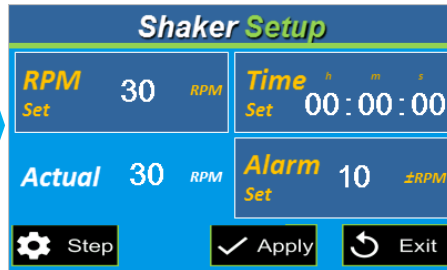 Shaker Setup
RPM
Set
30
RPM
Time
Set
h m s
00:00:00
Actual
30
RPM
Alarm
Set
10
±RPM
Step
Apply
Exit